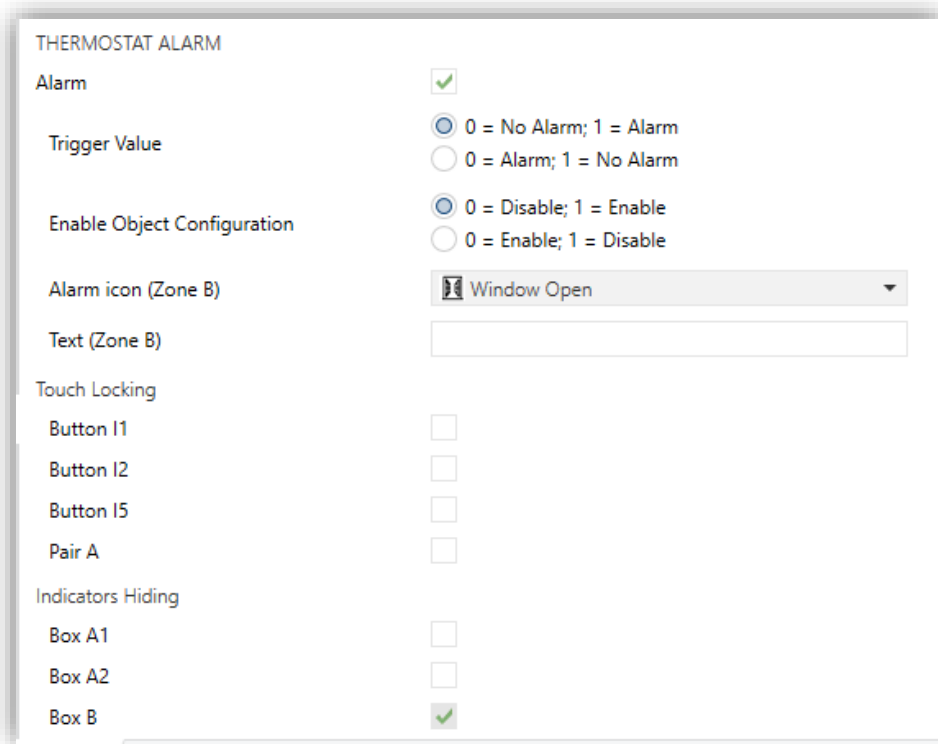 THERMOSTAT ALARM
Alarm
Trigger Value
0 = No Alarm; 1 = Alarm
0 = Alarm; 1 = No Alarm
Enable Object Configuration
0 = Disable; 1 = Enable
0 = Enable; 1 = Disable
Alarm icon (Zone B)
Window Open
Text (Zone B)
Touch Locking
Button I1
Button I2
Button I5
Pair A
Indicators Hiding
Box A1
Box A2
Box B